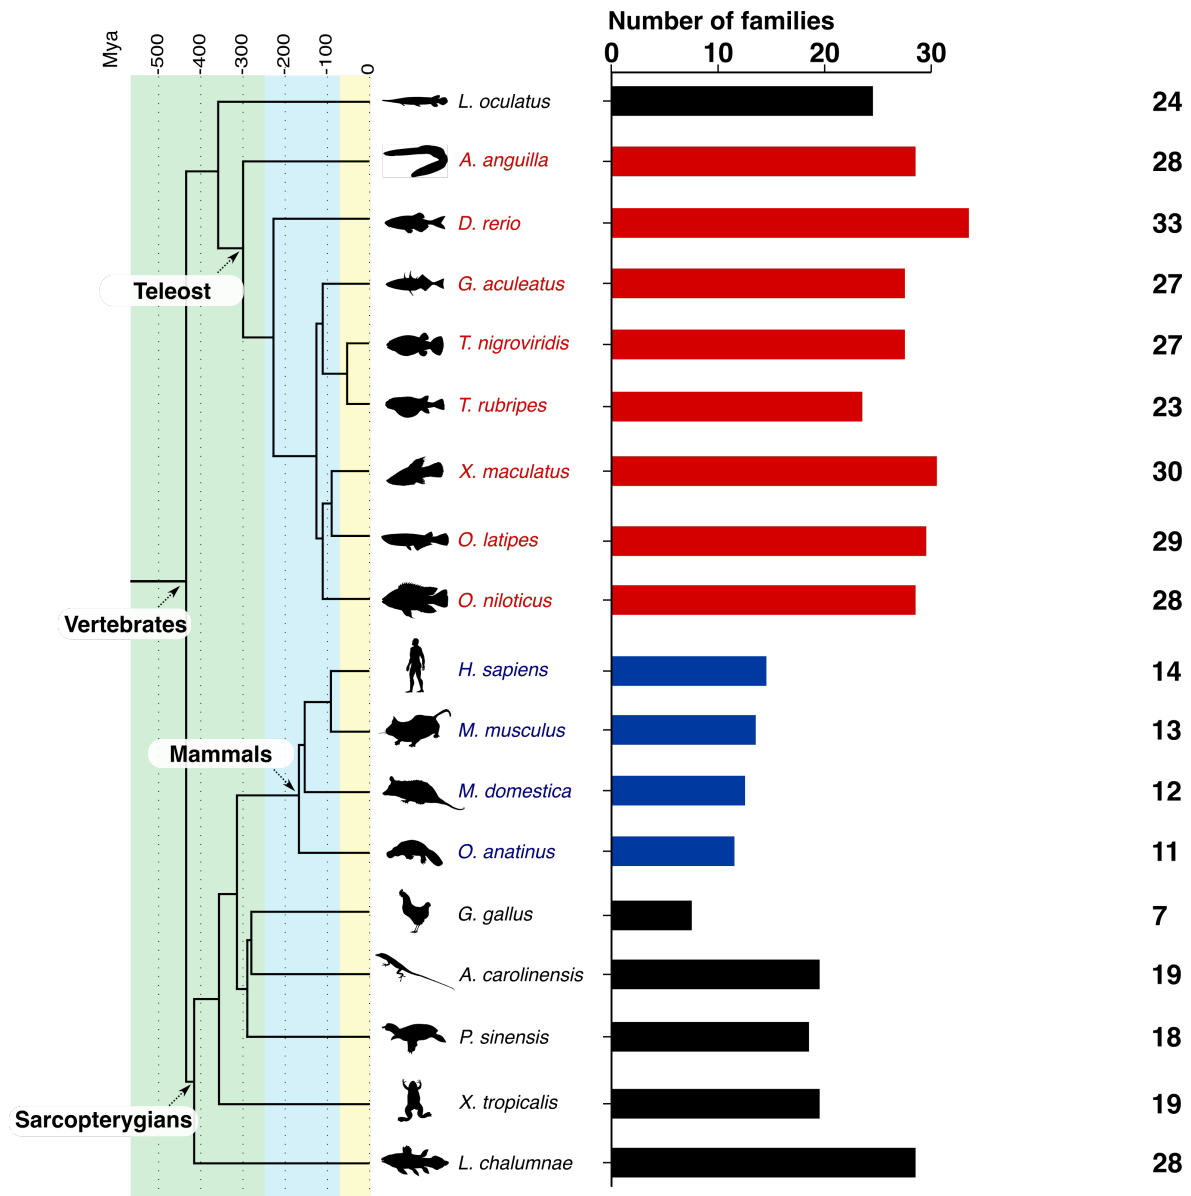 Number of families
Mya -500 -400 -300 -200 -100 0
0 10 20 30
L. oculatus 24
A. anguilla 28
D. rerio 33
Teleost
G. aculeatus 27
T. nigroviridis 27
T. rubripes 23
X. maculatus 30
O. latipes 29
O. niloticus 28
Vertebrates
H. sapiens 14
M. musculus 13
Mammals
M. domestica 12
O. anatinus 11
G. gallus 7
A. carolinensis 19
P. sinensis 18
X. tropicalis 19
Sarcopterygians
L. chalumnae 28